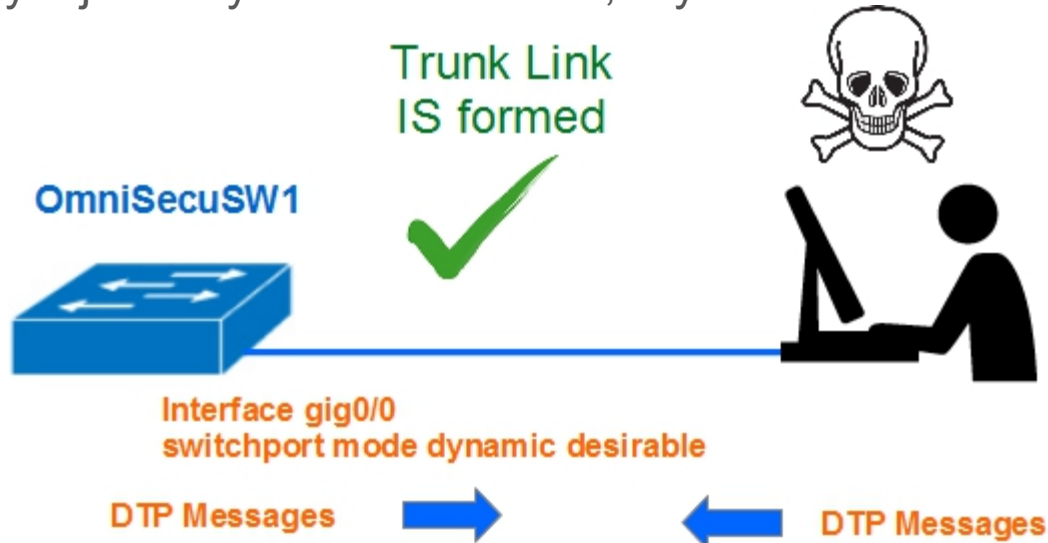 Trunk Link
IS formed
OmniSecuSW1
Interface gig0/0
switchport mode dynamic desirable
DTP Messages
DTP Messages